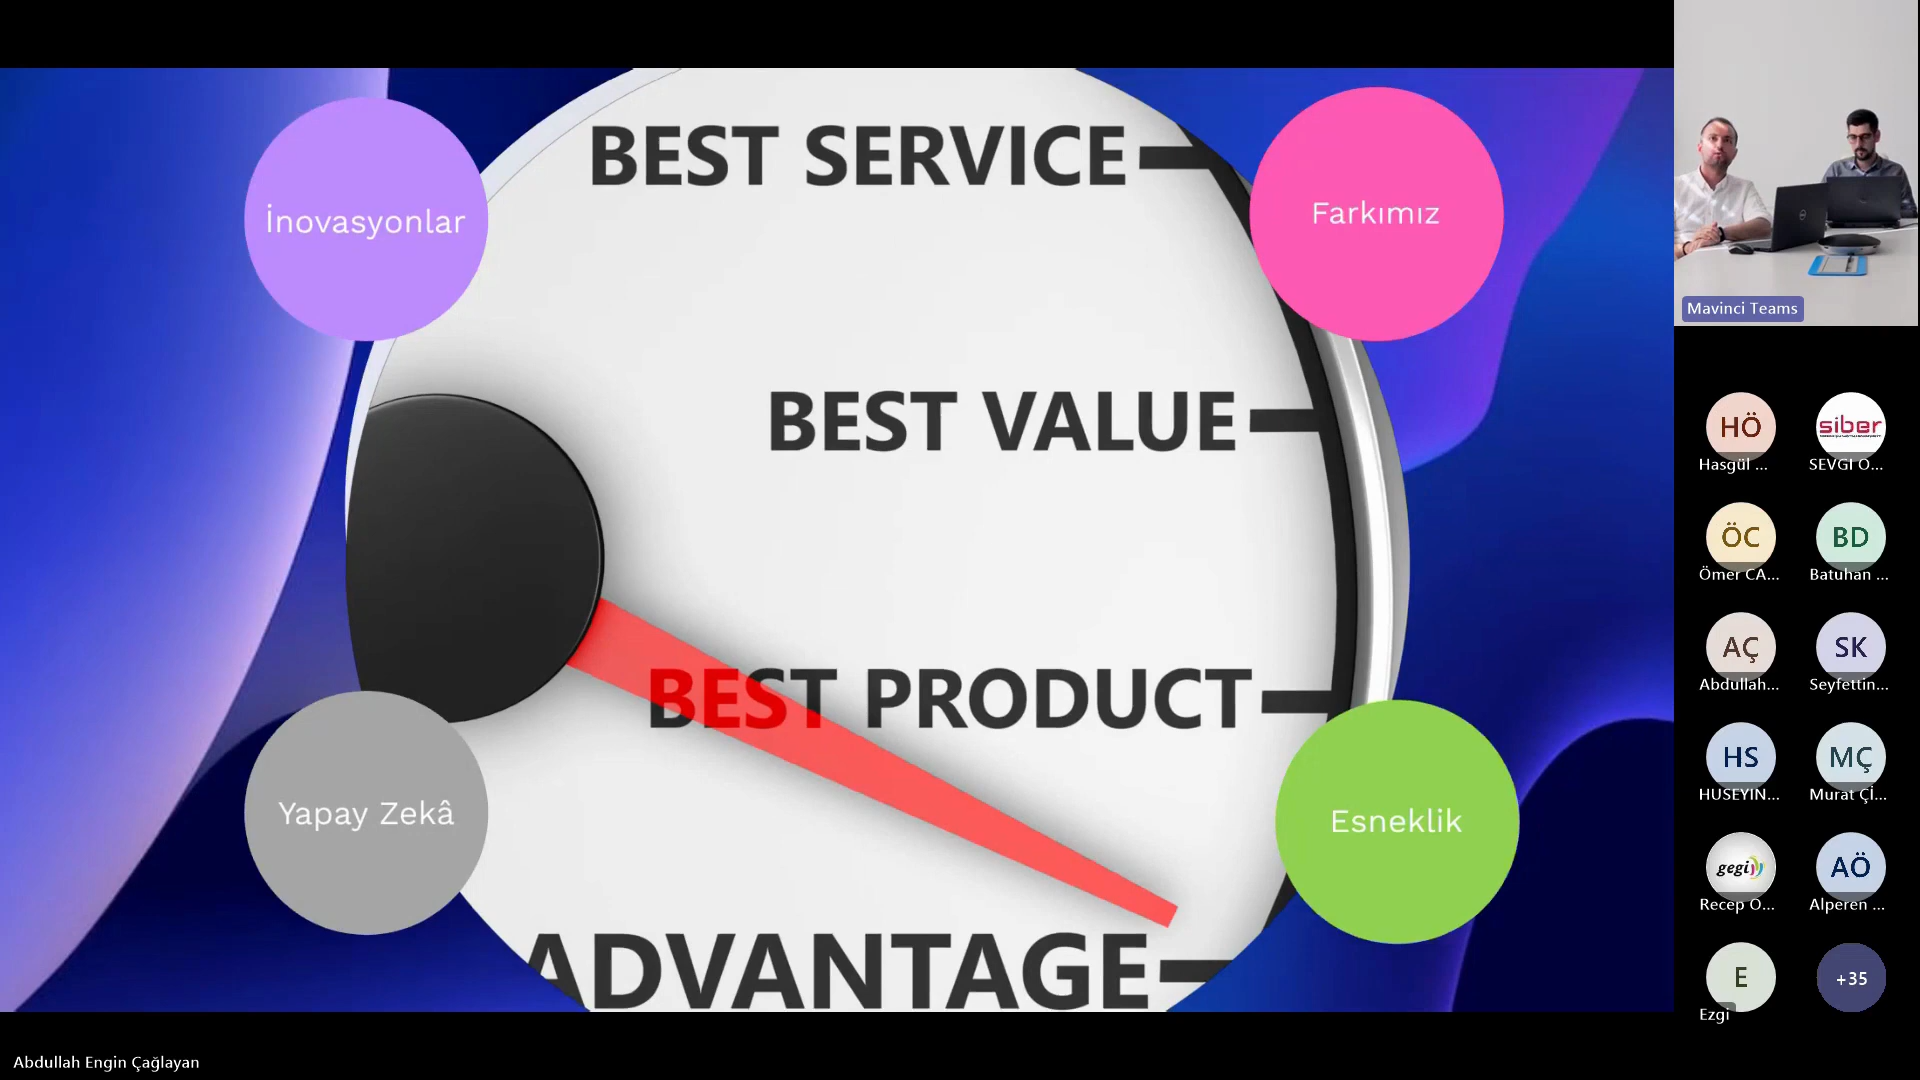 BEST SERVICE
İnovasyonlar
Farkımız
BEST VALUE
BEST PRODUCT
Yapay Zekâ
Esneklik
ADVANTAGE
Abdullah Engin Çağlayan
Mavinci Teams
HÖ
Hasgül ...
siber
SEVGI O...
ÖC
Ömer CA...
BD
Batuhan ...
AÇ
Abdullah...
SK
Seyfettin...
HS
HUSEYIN...
MÇ
Murat Çİ...
gegi
Recep O...
AÖ
Alperen ...
E
Ezgi
+35